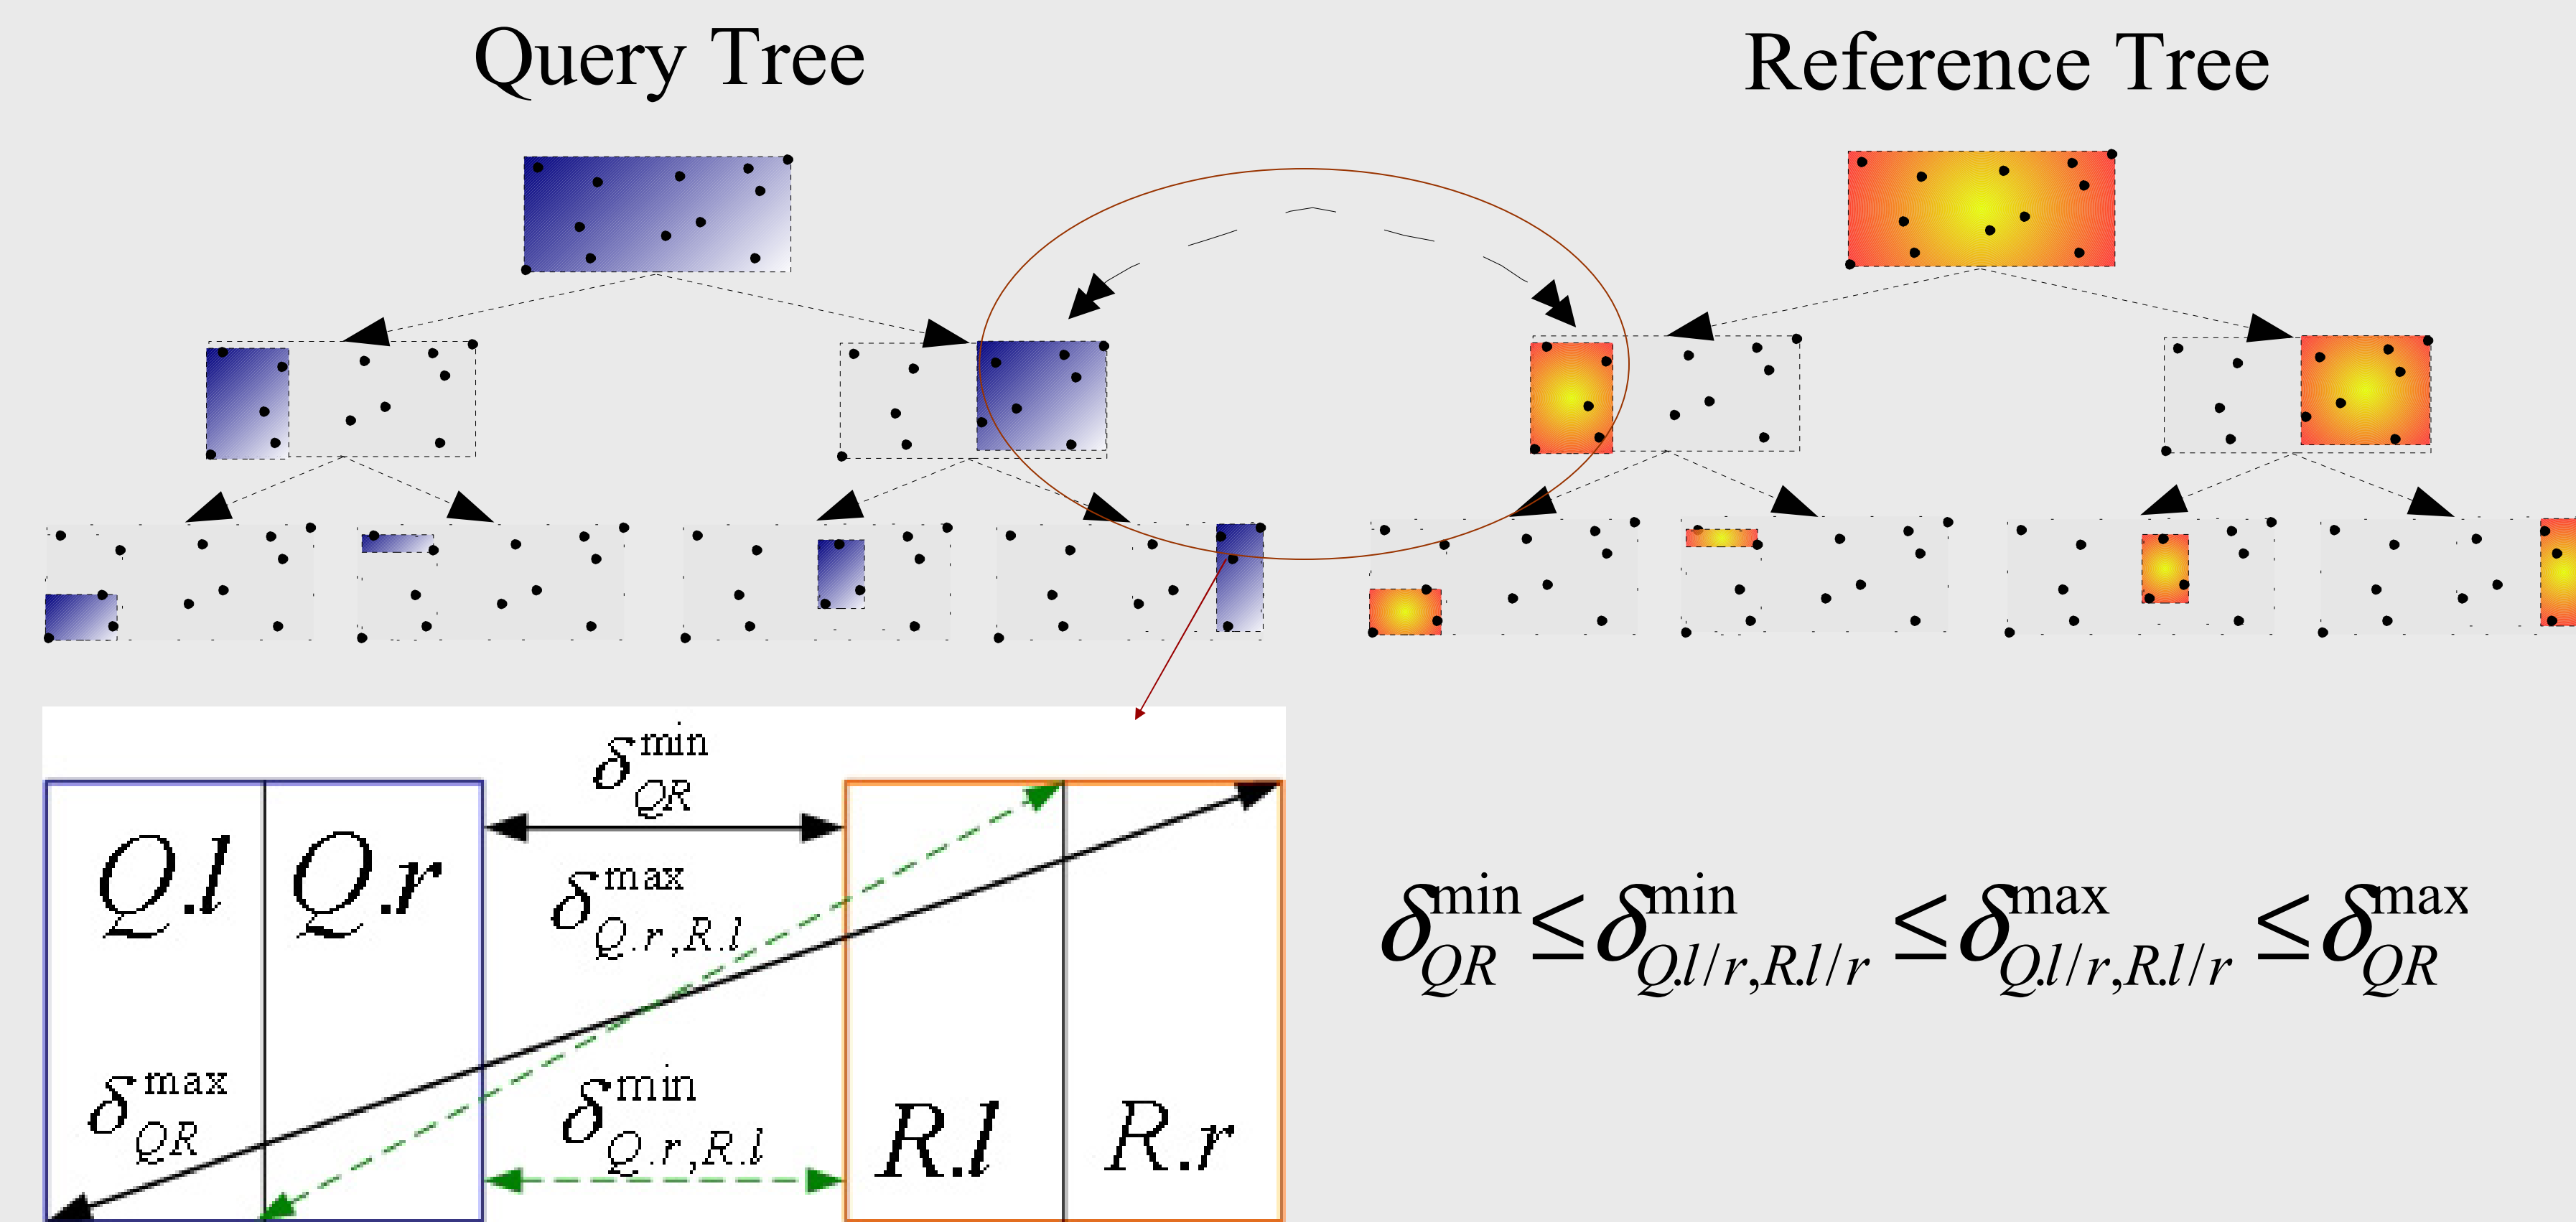 Query Tree
Reference Tree
δ^min_QR
Q.l Q.r
δ^max_Q.r,R.l
δ^min_QR ≤ δ^min_Q.l/r,R.l/r ≤ δ^max_Q.l/r,R.l/r ≤ δ^max_QR
δ^max_QR
δ^min_Q.r,R.l
R.l R.r